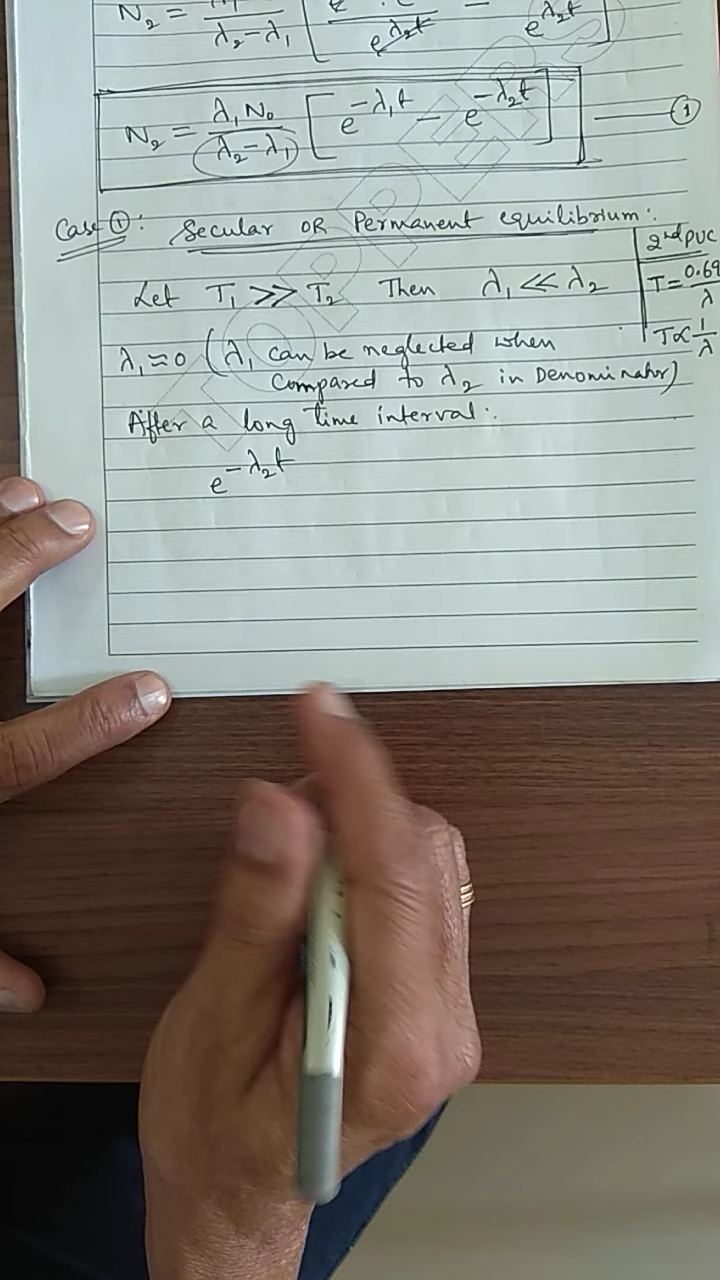 N₂ = / λ₂-λ₁ [ / e^λ₂t e^λ₂t ]
N₂ = λ₁N₀ / λ₂-λ₁ [ e^-λ₁t - e^-λ₂t ] — ①
Case ①: Secular OR Permanent equilibrium:
2nd PUC
Let T₁ >> T₂ Then λ₁ << λ₂
T = 0.69 / λ
λ₁ ≈ 0 (λ₁ can be neglected when
T ∝ 1/λ
compared to λ₂ in Denominator)
After a long time interval:
e^-λ₂t